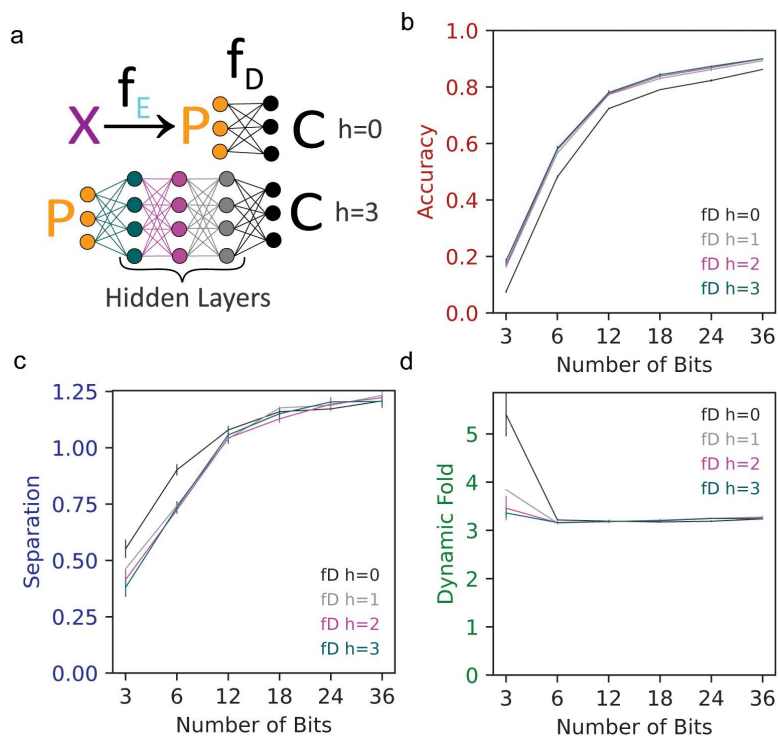 a
X
f
E
P
f
D
C
h=0
P
C
h=3
Hidden Layers
b
Accuracy
1.0
0.8
0.6
0.4
0.2
0.0
fD h=0
fD h=1
fD h=2
fD h=3
3 6 12 18 24 36
Number of Bits
c
Separation
1.25
1.00
0.75
0.50
0.25
0.00
fD h=0
fD h=1
fD h=2
fD h=3
3 6 12 18 24 36
Number of Bits
d
Dynamic Fold
5
4
3
2
1
0
fD h=0
fD h=1
fD h=2
fD h=3
3 6 12 18 24 36
Number of Bits